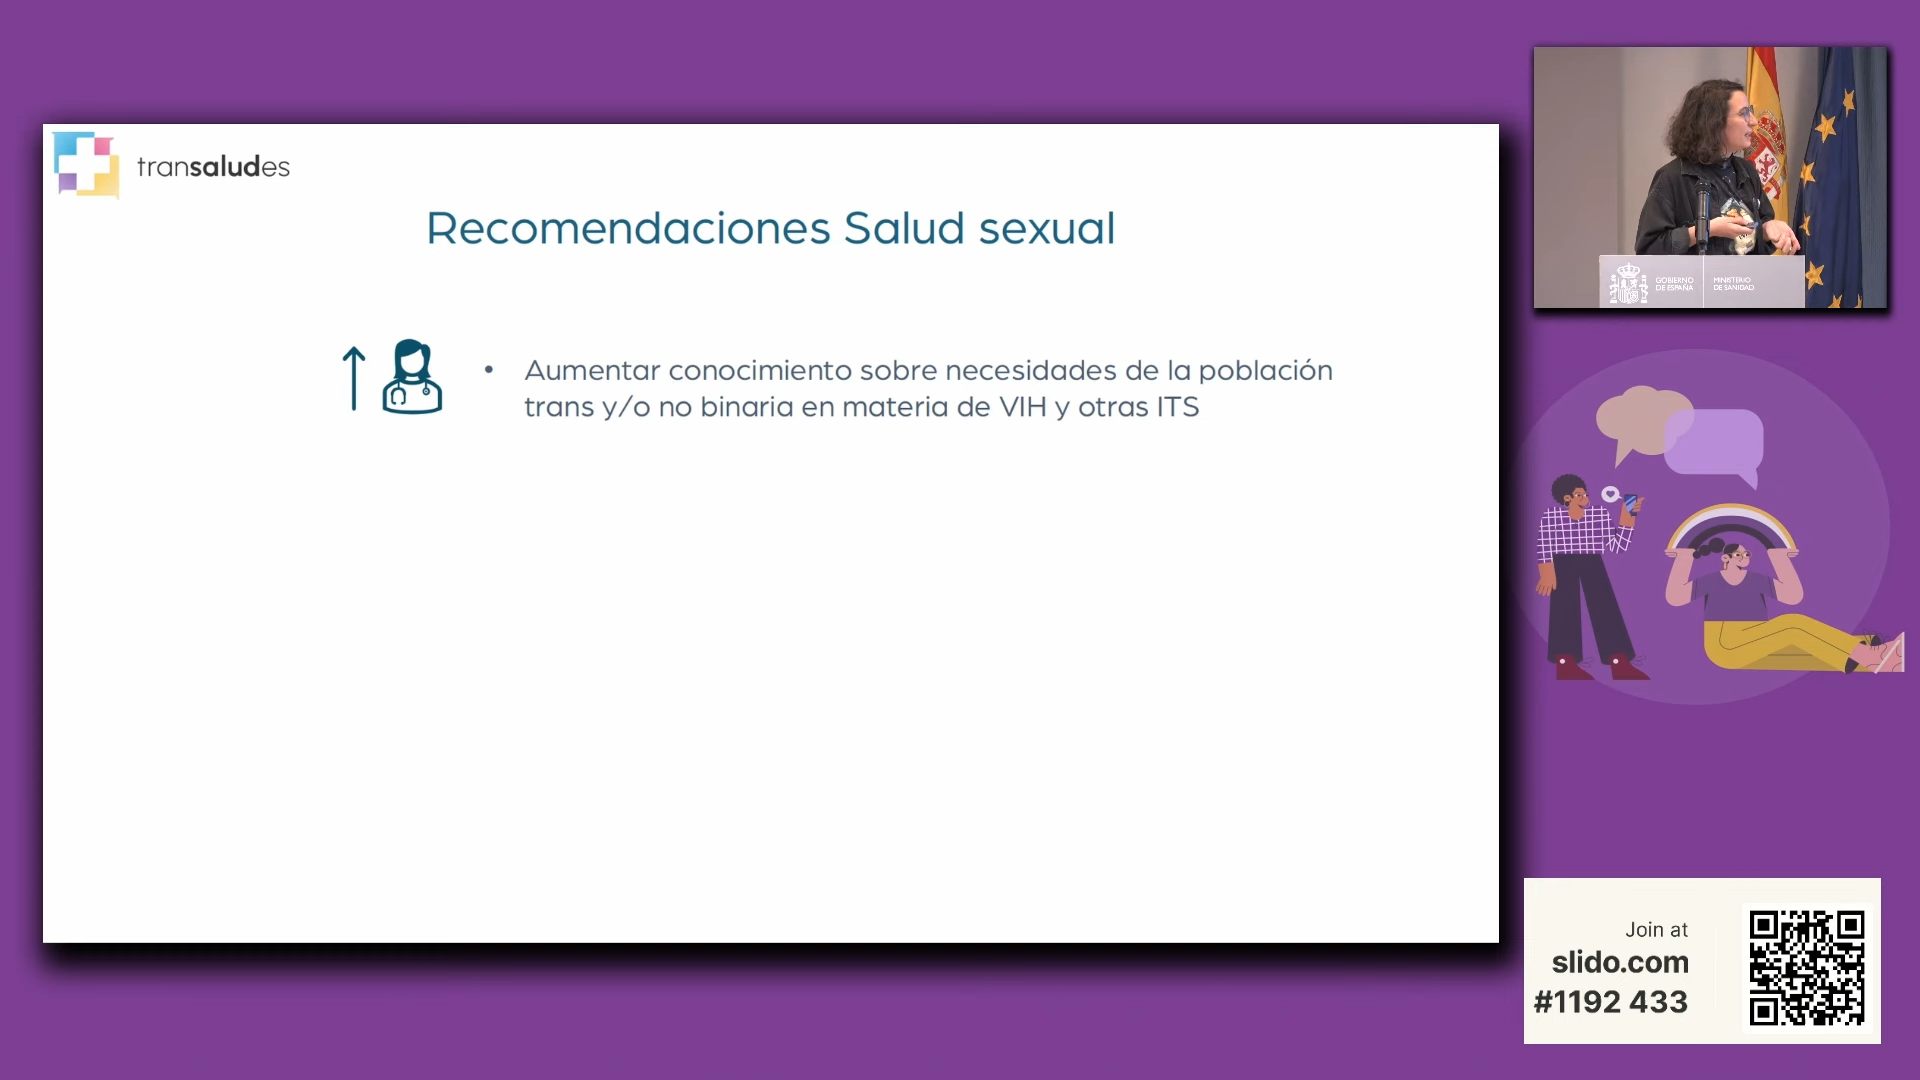 transaludes
Recomendaciones Salud sexual
• Aumentar conocimiento sobre necesidades de la población
trans y/o no binaria en materia de VIH y otras ITS
GOBIERNO
DE ESPAÑA
MINISTERIO
DE SANIDAD
Join at
slido.com
#1192 433